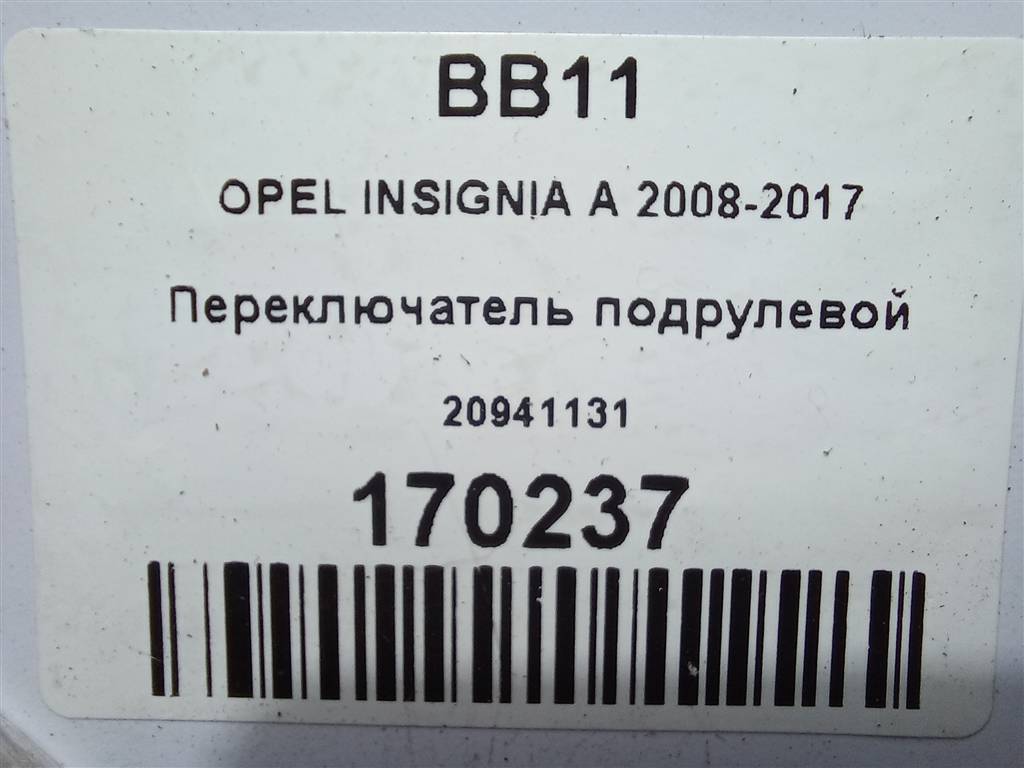 BB11
OPEL INSIGNIA A 2008-2017
Переключатель подрулевой
20941131
170237